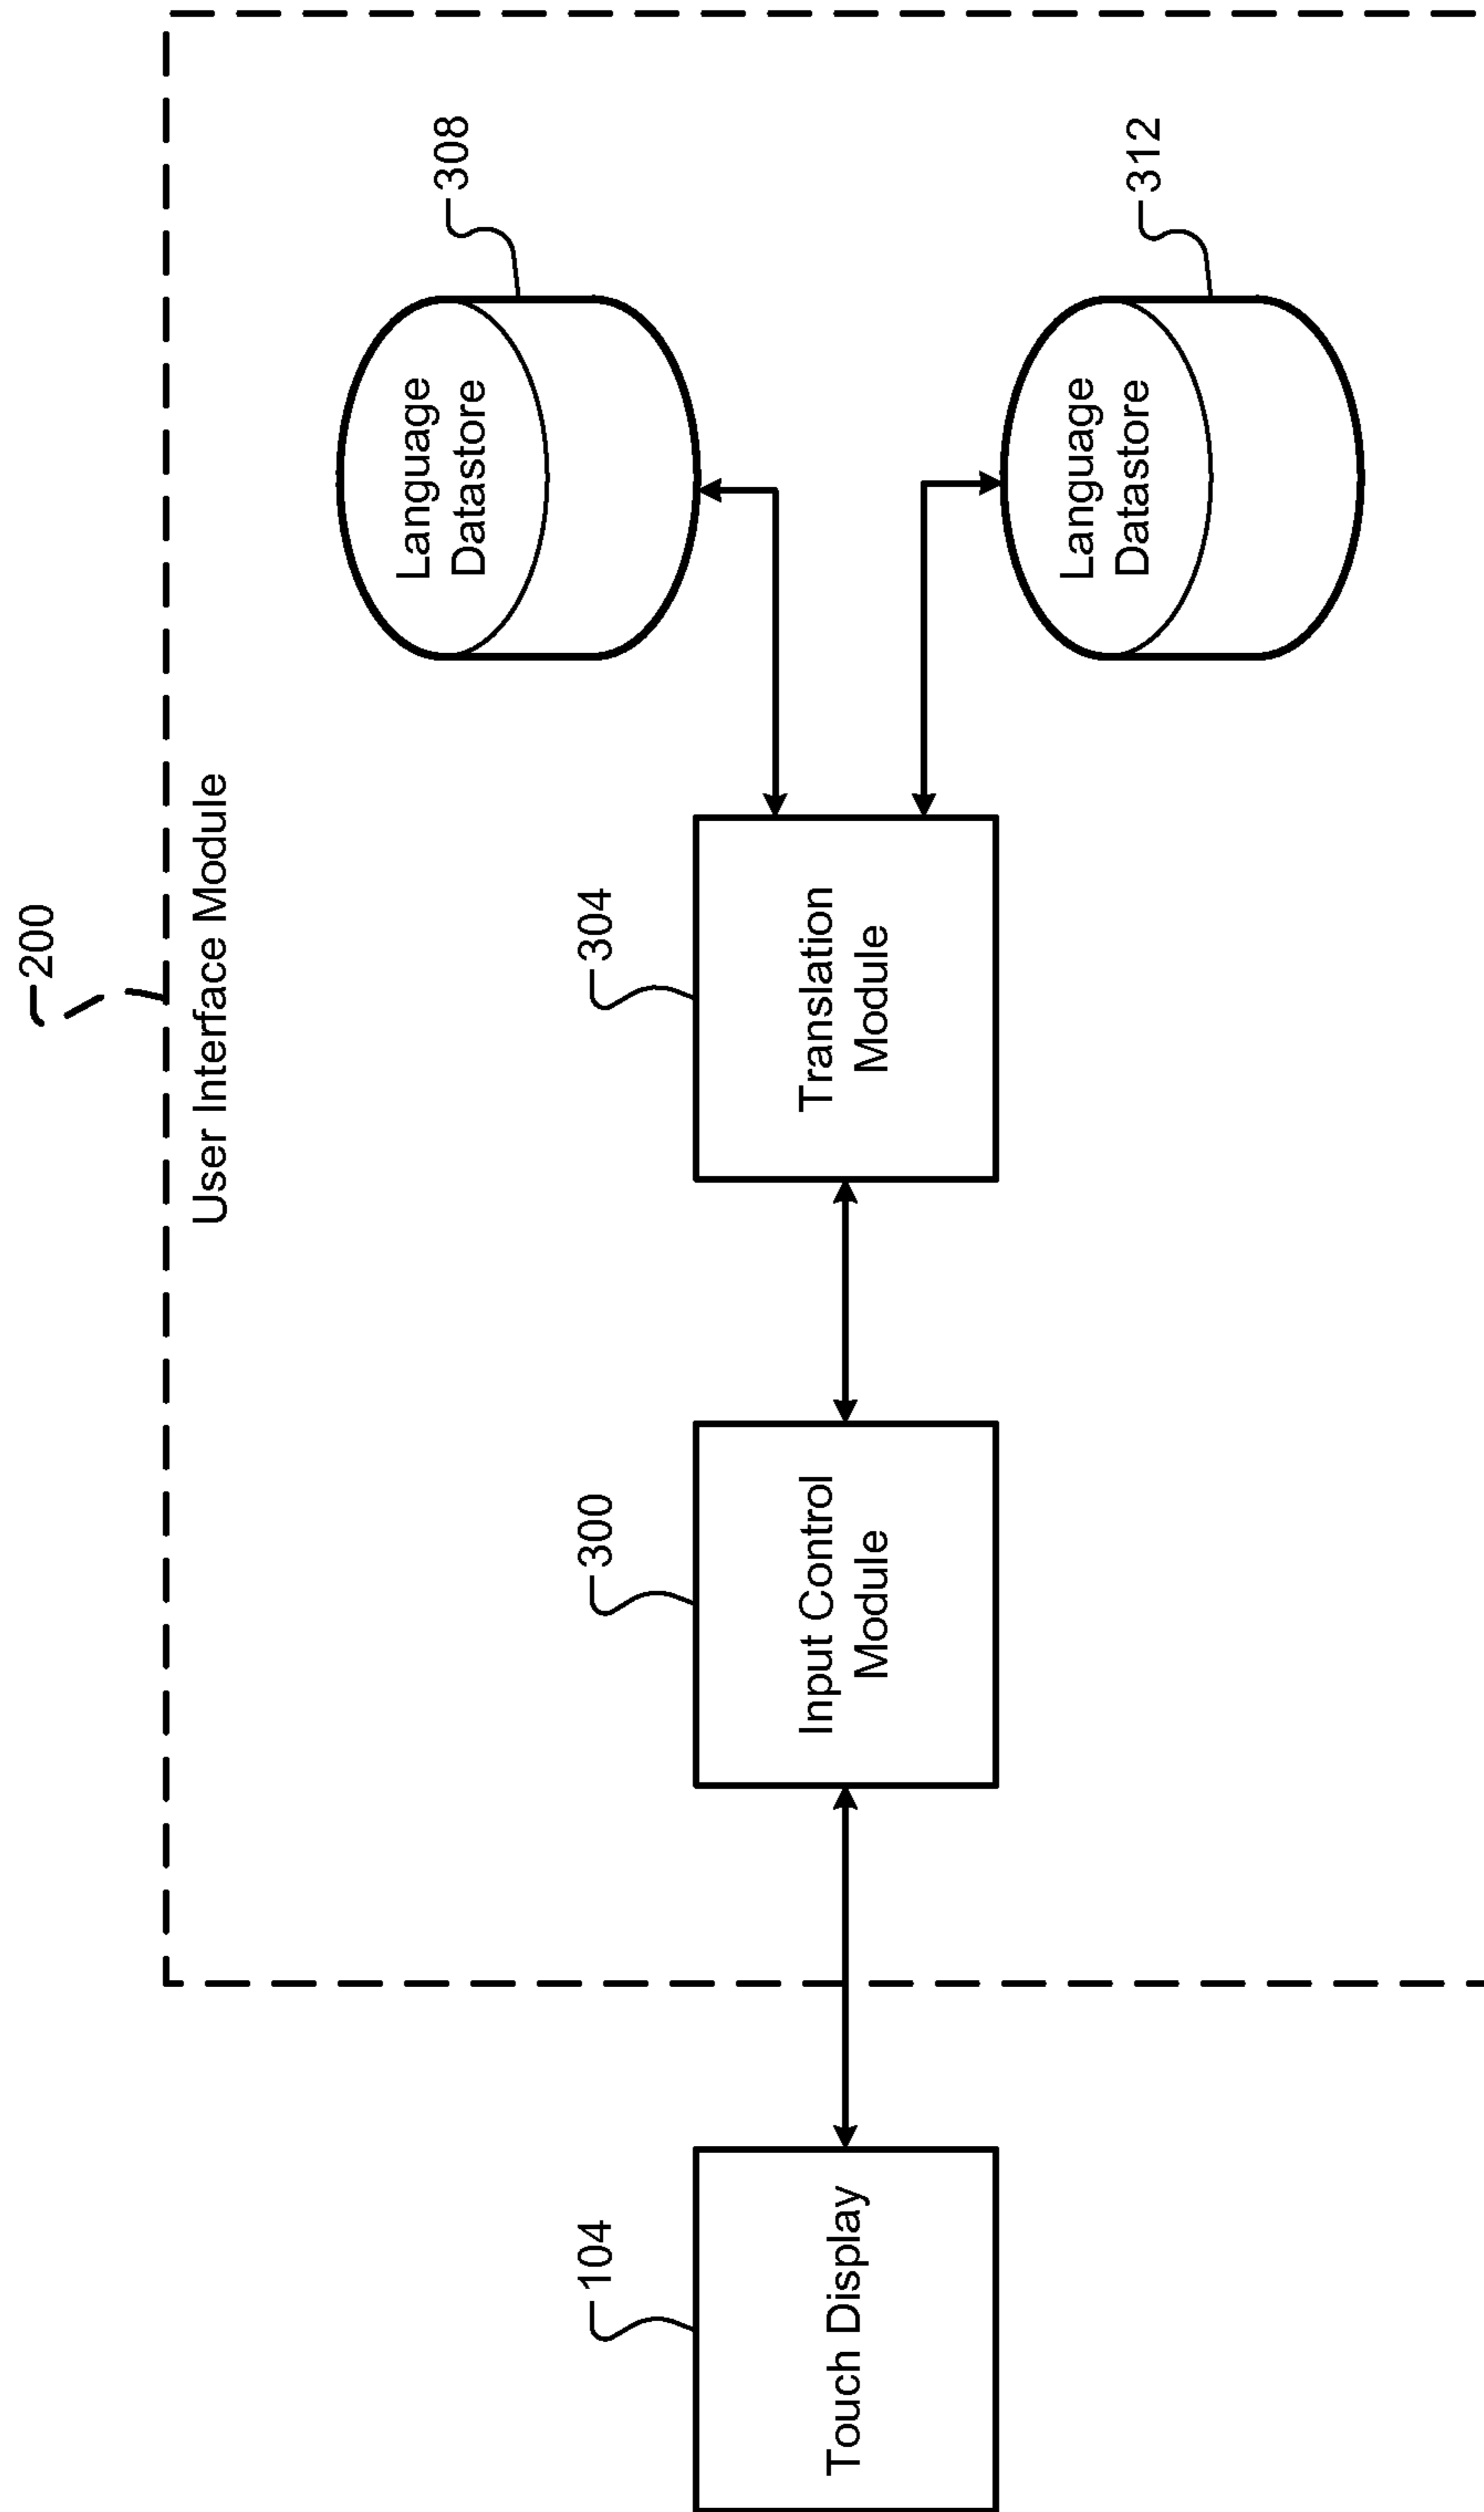 200
User Interface Module
308
Language
Datastore
304
Translation
Module
300
Input Control
Module
104
Touch Display
312
Language
Datastore